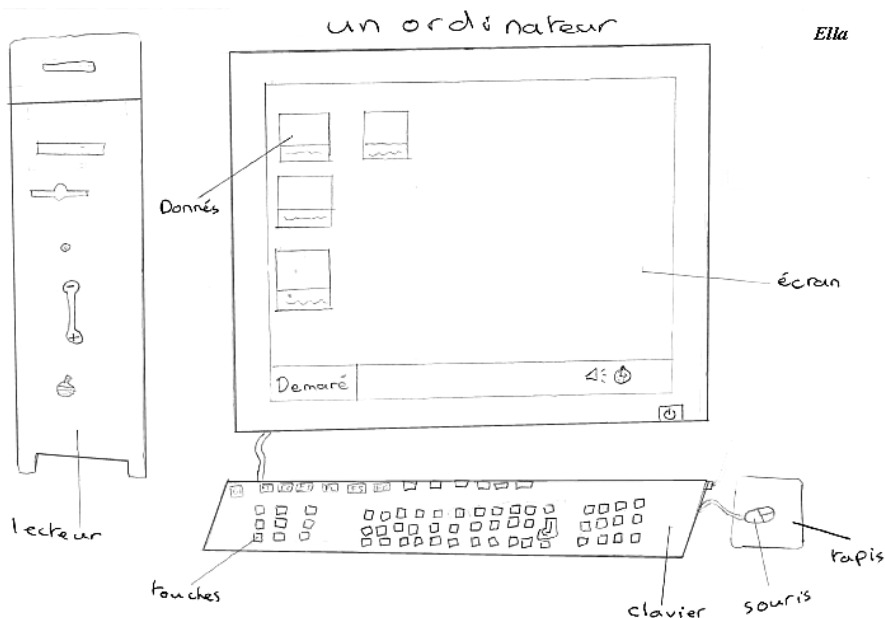 un ordinateur
Ella
Donnés
écran
Demaré
lecteur
touches
clavier
souris
tapis